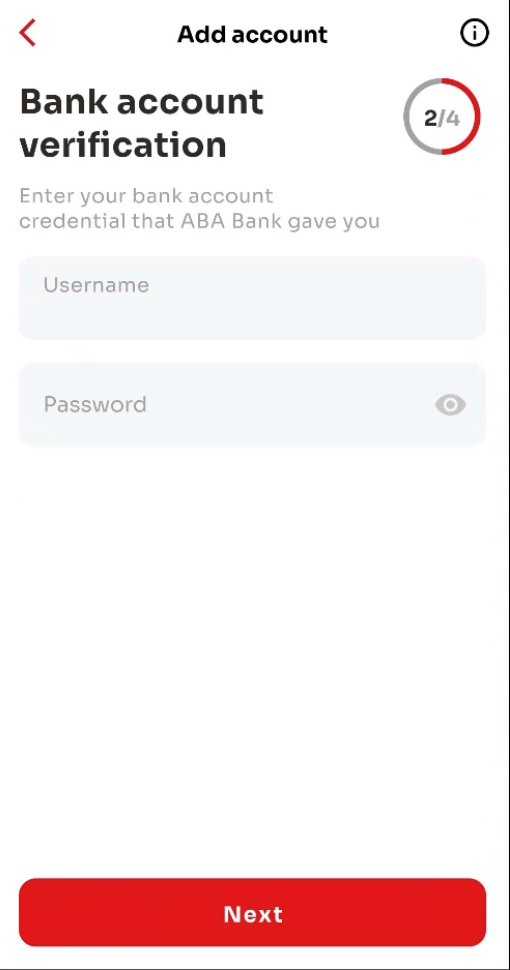 Add account
Bank account
verification
2/4
Enter your bank account
credential that ABA Bank gave you
Username
Password
Next